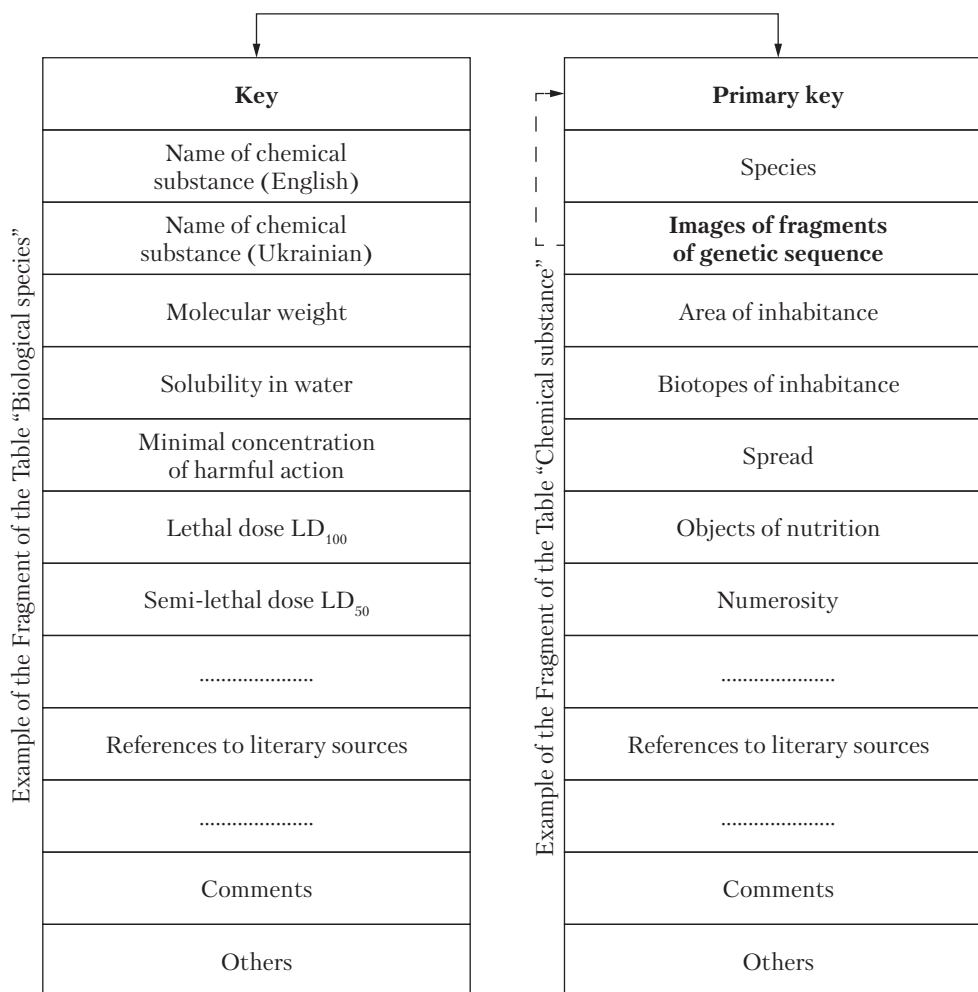 Example of the Fragment of the Table “Biological species”
Key
Name of chemical
substance (English)
Name of chemical
substance (Ukrainian)
Molecular weight
Solubility in water
Minimal concentration
of harmful action
Lethal dose LD100
Semi-lethal dose LD50
.....................
References to literary sources
.....................
Comments
Others
Example of the Fragment of the Table “Chemical substance”
Primary key
Species
Images of fragments
of genetic sequence
Area of inhabitance
Biotopes of inhabitance
Spread
Objects of nutrition
Numerosity
.....................
References to literary sources
.....................
Comments
Others